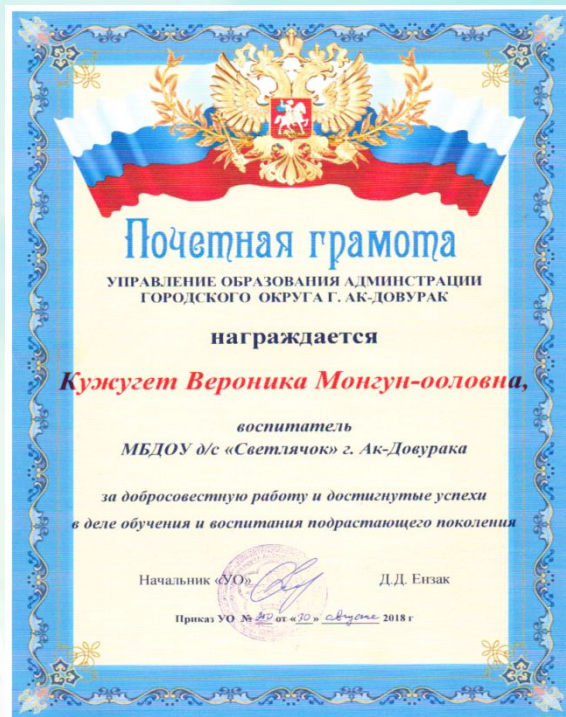 Почетная грамота
УПРАВЛЕНИЕ ОБРАЗОВАНИЯ АДМИНСТРАЦИИ
ГОРОДСКОГО ОКРУГА Г. АК-ДОВУРАК
награждается
Кужугет Вероника Монгун-ооловна,
воспитатель
МБДОУ д/с «Светлячок» г. Ак-Довурака
за добросовестную работу и достигнутые успехи
в деле обучения и воспитания подрастающего поколения
Начальник «УО» Д.Д. Ензак
Приказ УО № от «30» августа 2018 г